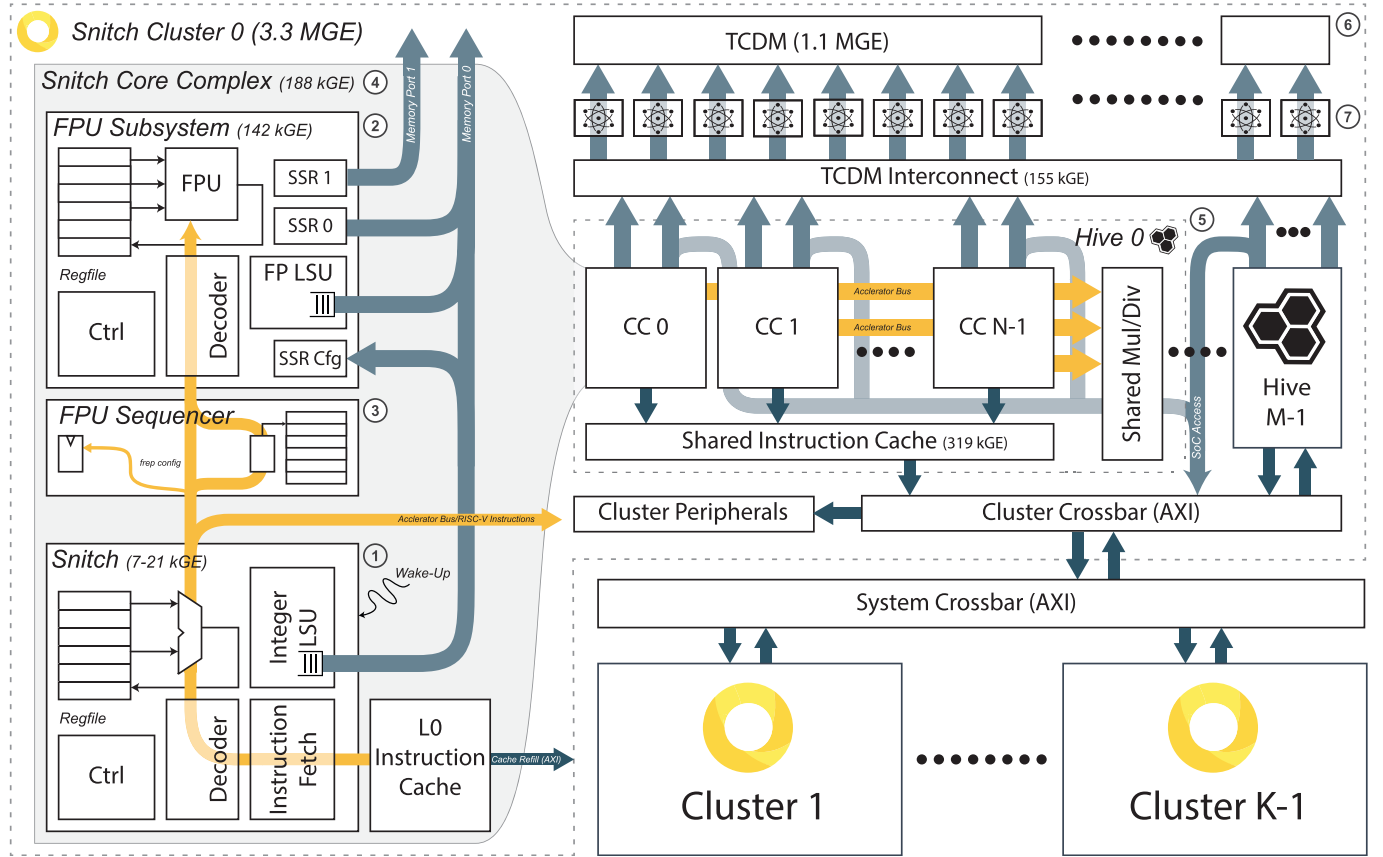 Snitch Cluster 0 (3.3 MGE)
Snitch Core Complex (188 kGE)
4
Memory Port 1
Memory Port 0
FPU Subsystem (142 kGE)
2
FPU
SSR 1
SSR 0
Regfile
Ctrl
Decoder
FP LSU
SSR Cfg
FPU Sequencer
3
frep config
Accelerator Bus/RISC-V Instructions
Snitch (7-21 kGE)
1
Wake-Up
Integer
LSU
Regfile
Ctrl
Decoder
Instruction
Fetch
L0
Instruction
Cache
Cache Refill (AXI)
TCDM (1.1 MGE)
6
7
TCDM Interconnect (155 kGE)
5
Hive 0
CC 0
CC 1
Acclerator Bus
Acclerator Bus
CC N-1
Shared Mul/Div
SoC Access
Hive
M-1
Shared Instruction Cache (319 kGE)
Cluster Peripherals
Cluster Crossbar (AXI)
System Crossbar (AXI)
Cluster 1
Cluster K-1